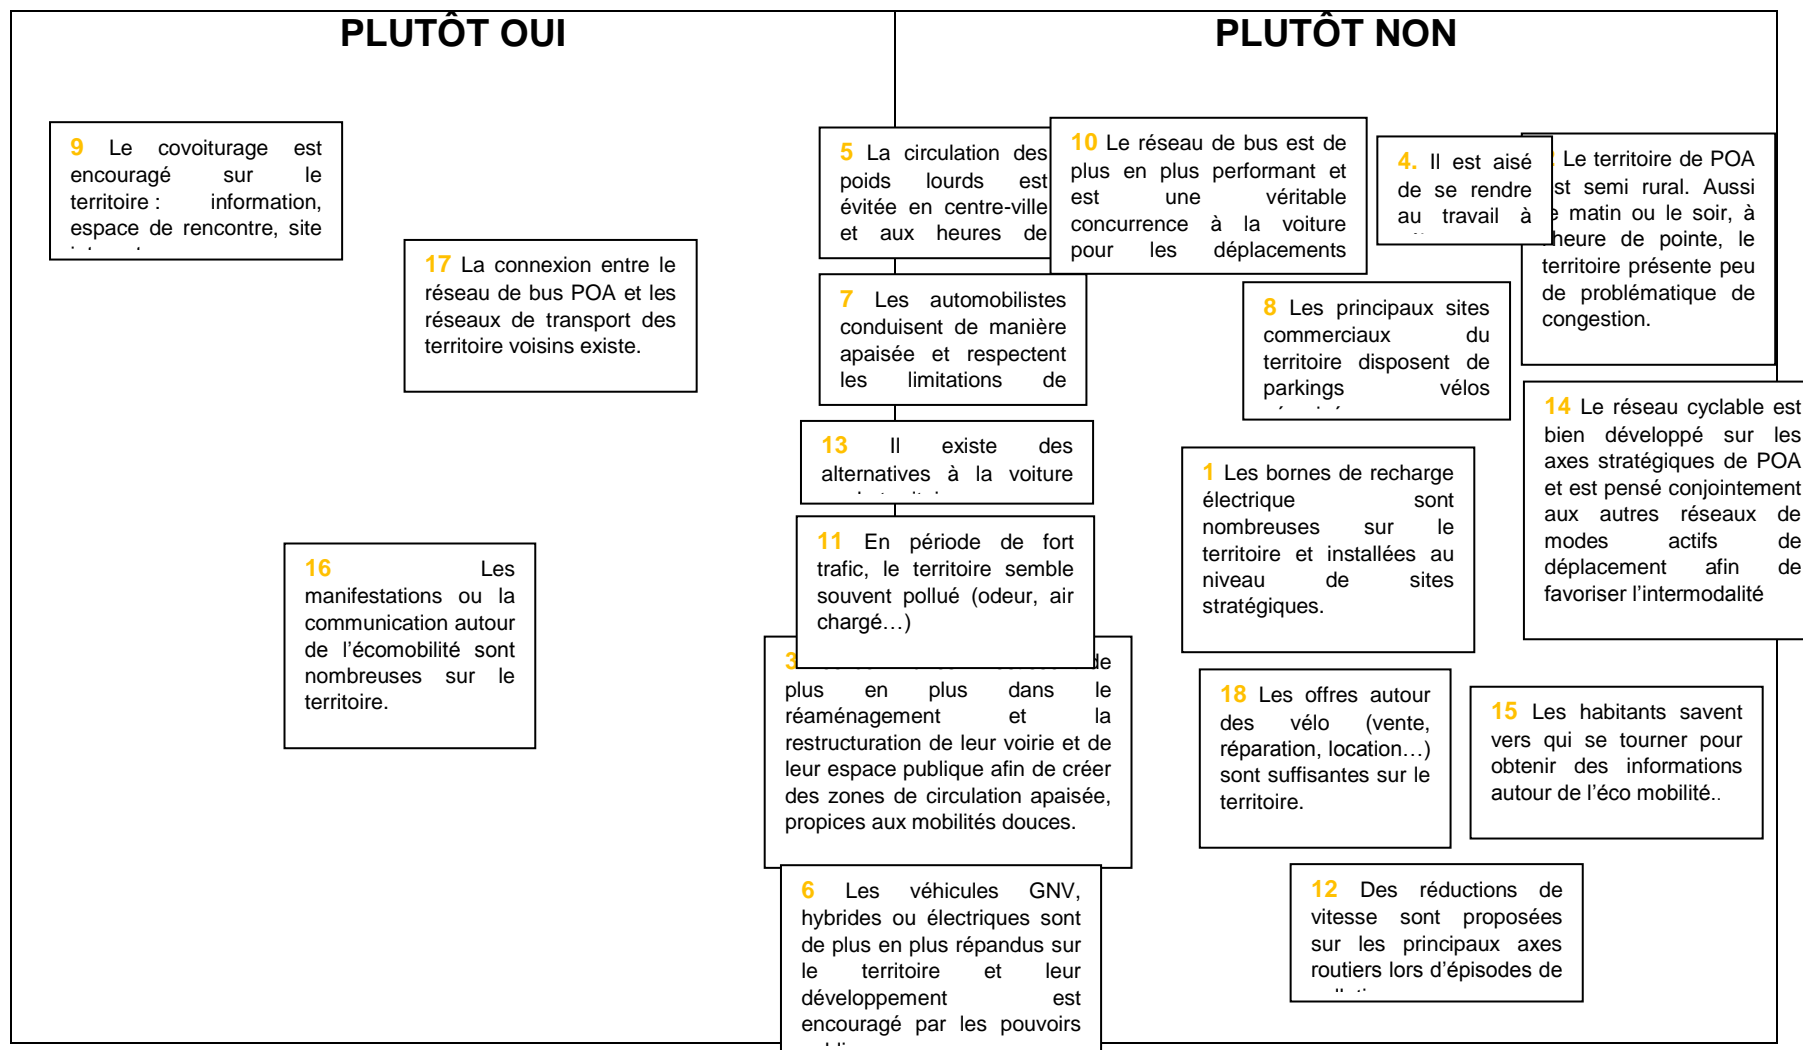 PLUTÔT OUI
PLUTÔT NON
9 Le covoiturage est
encouragé sur le
territoire : information,
espace de rencontre, site
17 La connexion entre le
réseau de bus POA et les
réseaux de transport des
territoire voisins existe.
16 Les
manifestations ou la
communication autour
de l’écomobilité sont
nombreuses sur le
territoire.
5 La circulation des
poids lourds est
évitée en centre-ville
et aux heures de
7 Les automobilistes
conduisent de manière
apaisée et respectent
les limitations de
13 Il existe des
alternatives à la voiture
11 En période de fort
trafic, le territoire semble
souvent pollué (odeur, air
chargé…)
3 de
plus en plus dans le
réaménagement et la
restructuration de leur voirie et de
leur espace publique afin de créer
des zones de circulation apaisée,
propices aux mobilités douces.
6 Les véhicules GNV,
hybrides ou électriques sont
de plus en plus répandus sur
le territoire et leur
développement est
encouragé par les pouvoirs
10 Le réseau de bus est de
plus en plus performant et
est une véritable
concurrence à la voiture
pour les déplacements
4. Il est aisé
de se rendre
au travail à
Le territoire de POA
est semi rural. Aussi
le matin ou le soir, à
l’heure de pointe, le
territoire présente peu
de problématique de
congestion.
8 Les principaux sites
commerciaux du
territoire disposent de
parkings vélos
14 Le réseau cyclable est
bien développé sur les
axes stratégiques de POA
et est pensé conjointement
aux autres réseaux de
modes actifs de
déplacement afin de
favoriser l’intermodalité
1 Les bornes de recharge
électrique sont
nombreuses sur le
territoire et installées au
niveau de sites
stratégiques.
18 Les offres autour
des vélo (vente,
réparation, location…)
sont suffisantes sur le
territoire.
15 Les habitants savent
vers qui se tourner pour
obtenir des informations
autour de l’éco mobilité..
12 Des réductions de
vitesse sont proposées
sur les principaux axes
routiers lors d’épisodes de